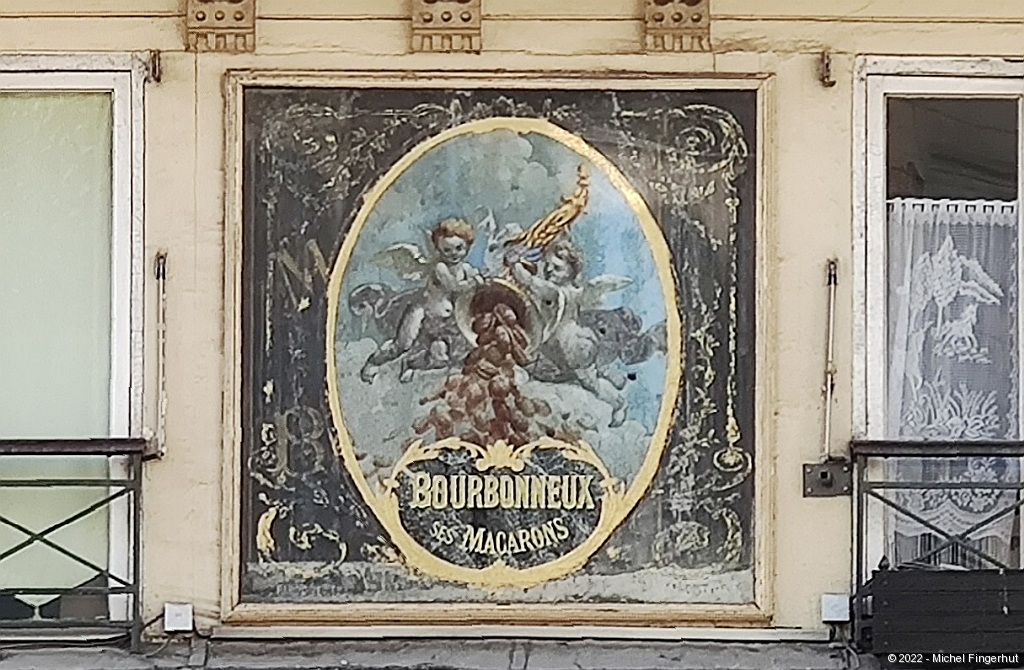 M
B
BOURBONNEUX
SES MACARONS
© 2022 - Michel Fingerhut